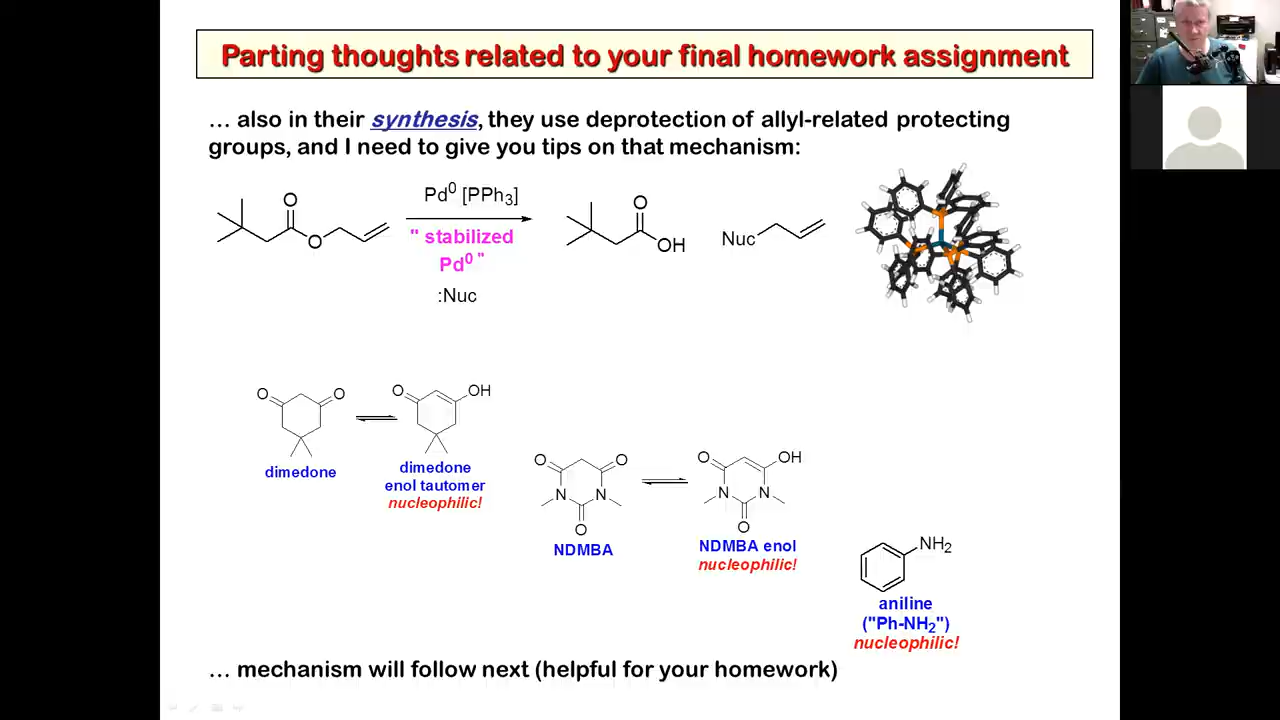 Parting thoughts related to your final homework assignment
… also in their synthesis, they use deprotection of allyl-related protecting
groups, and I need to give you tips on that mechanism:
O
O
Pd0 [PPh3]
" stabilized
Pd0 "
:Nuc
O
OH
Nuc
O
O
dimedone
O
OH
dimedone
enol tautomer
nucleophilic!
O
O
N
N
O
NDMBA
O
OH
N
N
O
NDMBA enol
nucleophilic!
NH2
aniline
("Ph-NH2")
nucleophilic!
… mechanism will follow next (helpful for your homework)